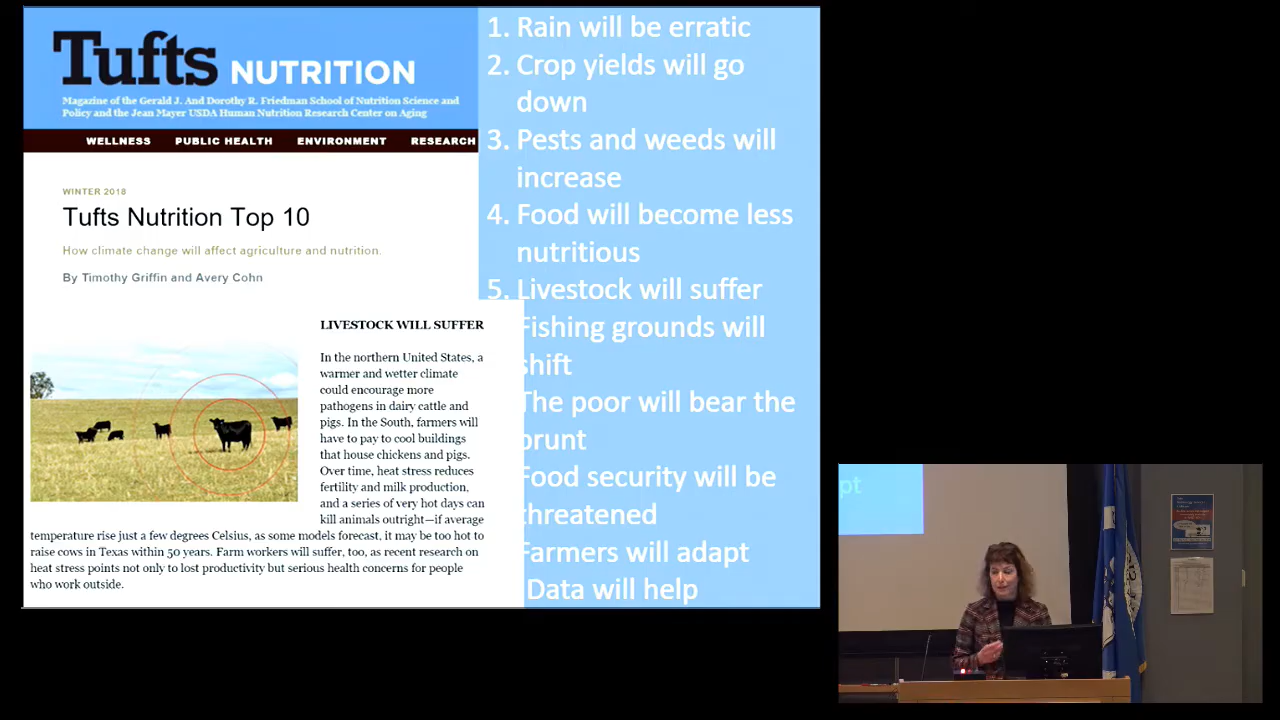 Tufts NUTRITION
Magazine of the Gerald J. And Dorothy R. Friedman School of Nutrition Science and
Policy and the Jean Mayer USDA Human Nutrition Research Center on Aging
WELLNESS PUBLIC HEALTH ENVIRONMENT RESEARCH
WINTER 2018
Tufts Nutrition Top 10
How climate change will affect agriculture and nutrition.
By Timothy Griffin and Avery Cohn
LIVESTOCK WILL SUFFER
In the northern United States, a
warmer and wetter climate
could encourage more
pathogens in dairy cattle and
pigs. In the South, farmers will
have to pay to cool buildings
that house chickens and pigs.
Over time, heat stress reduces
fertility and milk production,
and a series of very hot days can
kill animals outright—if average
temperature rise just a few degrees Celsius, as some models forecast, it may be too hot to
raise cows in Texas within 50 years. Farm workers will suffer, too, as recent research on
heat stress points not only to lost productivity but serious health concerns for people
who work outside.
1. Rain will be erratic
2. Crop yields will go
down
3. Pests and weeds will
increase
4. Food will become less
nutritious
5. Livestock will suffer
Fishing grounds will
shift
The poor will bear the
brunt
Food security will be
threatened
Farmers will adapt
Data will help
pt